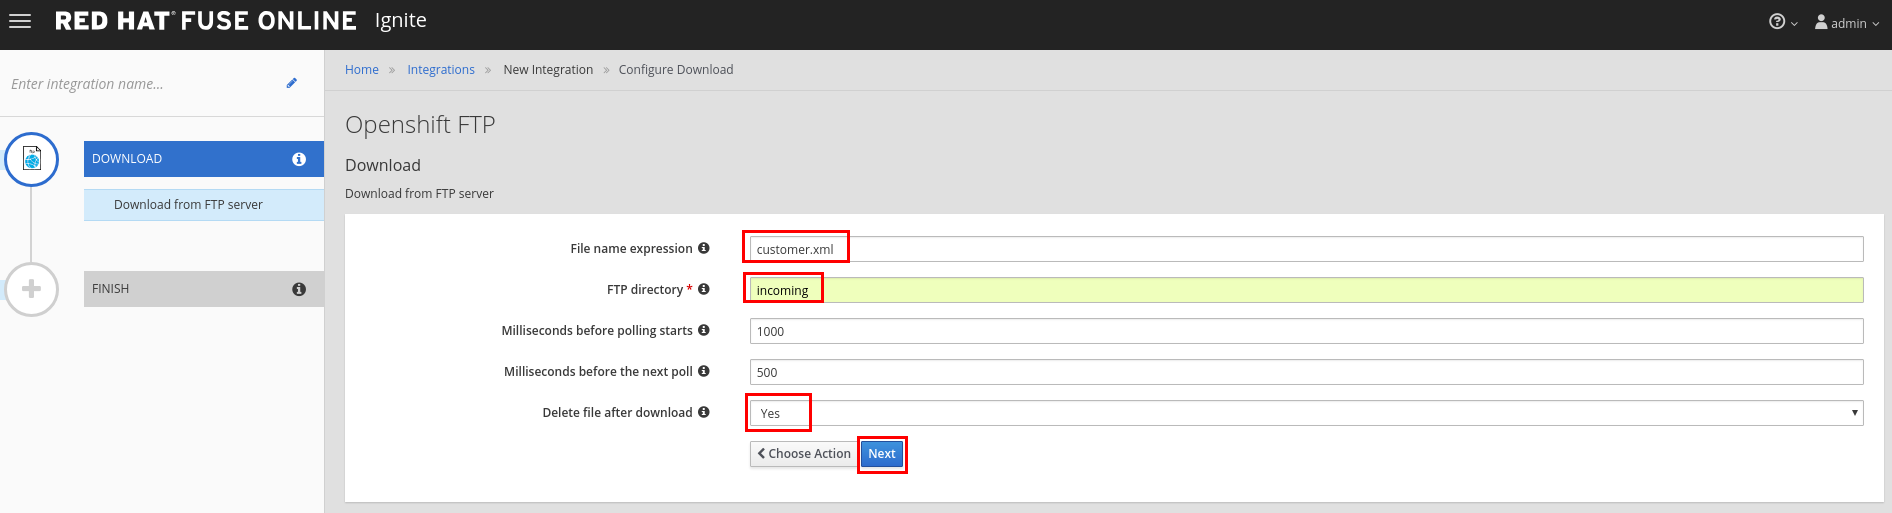 RED HAT® FUSE ONLINE Ignite
admin
Enter integration name...
Home » Integrations » New Integration » Configure Download
Openshift FTP
DOWNLOAD
Download
Download from FTP server
Download from FTP server
File name expression customer.xml
FTP directory * incoming
FINISH
Milliseconds before polling starts 1000
Milliseconds before the next poll 500
Delete file after download Yes
Choose Action Next